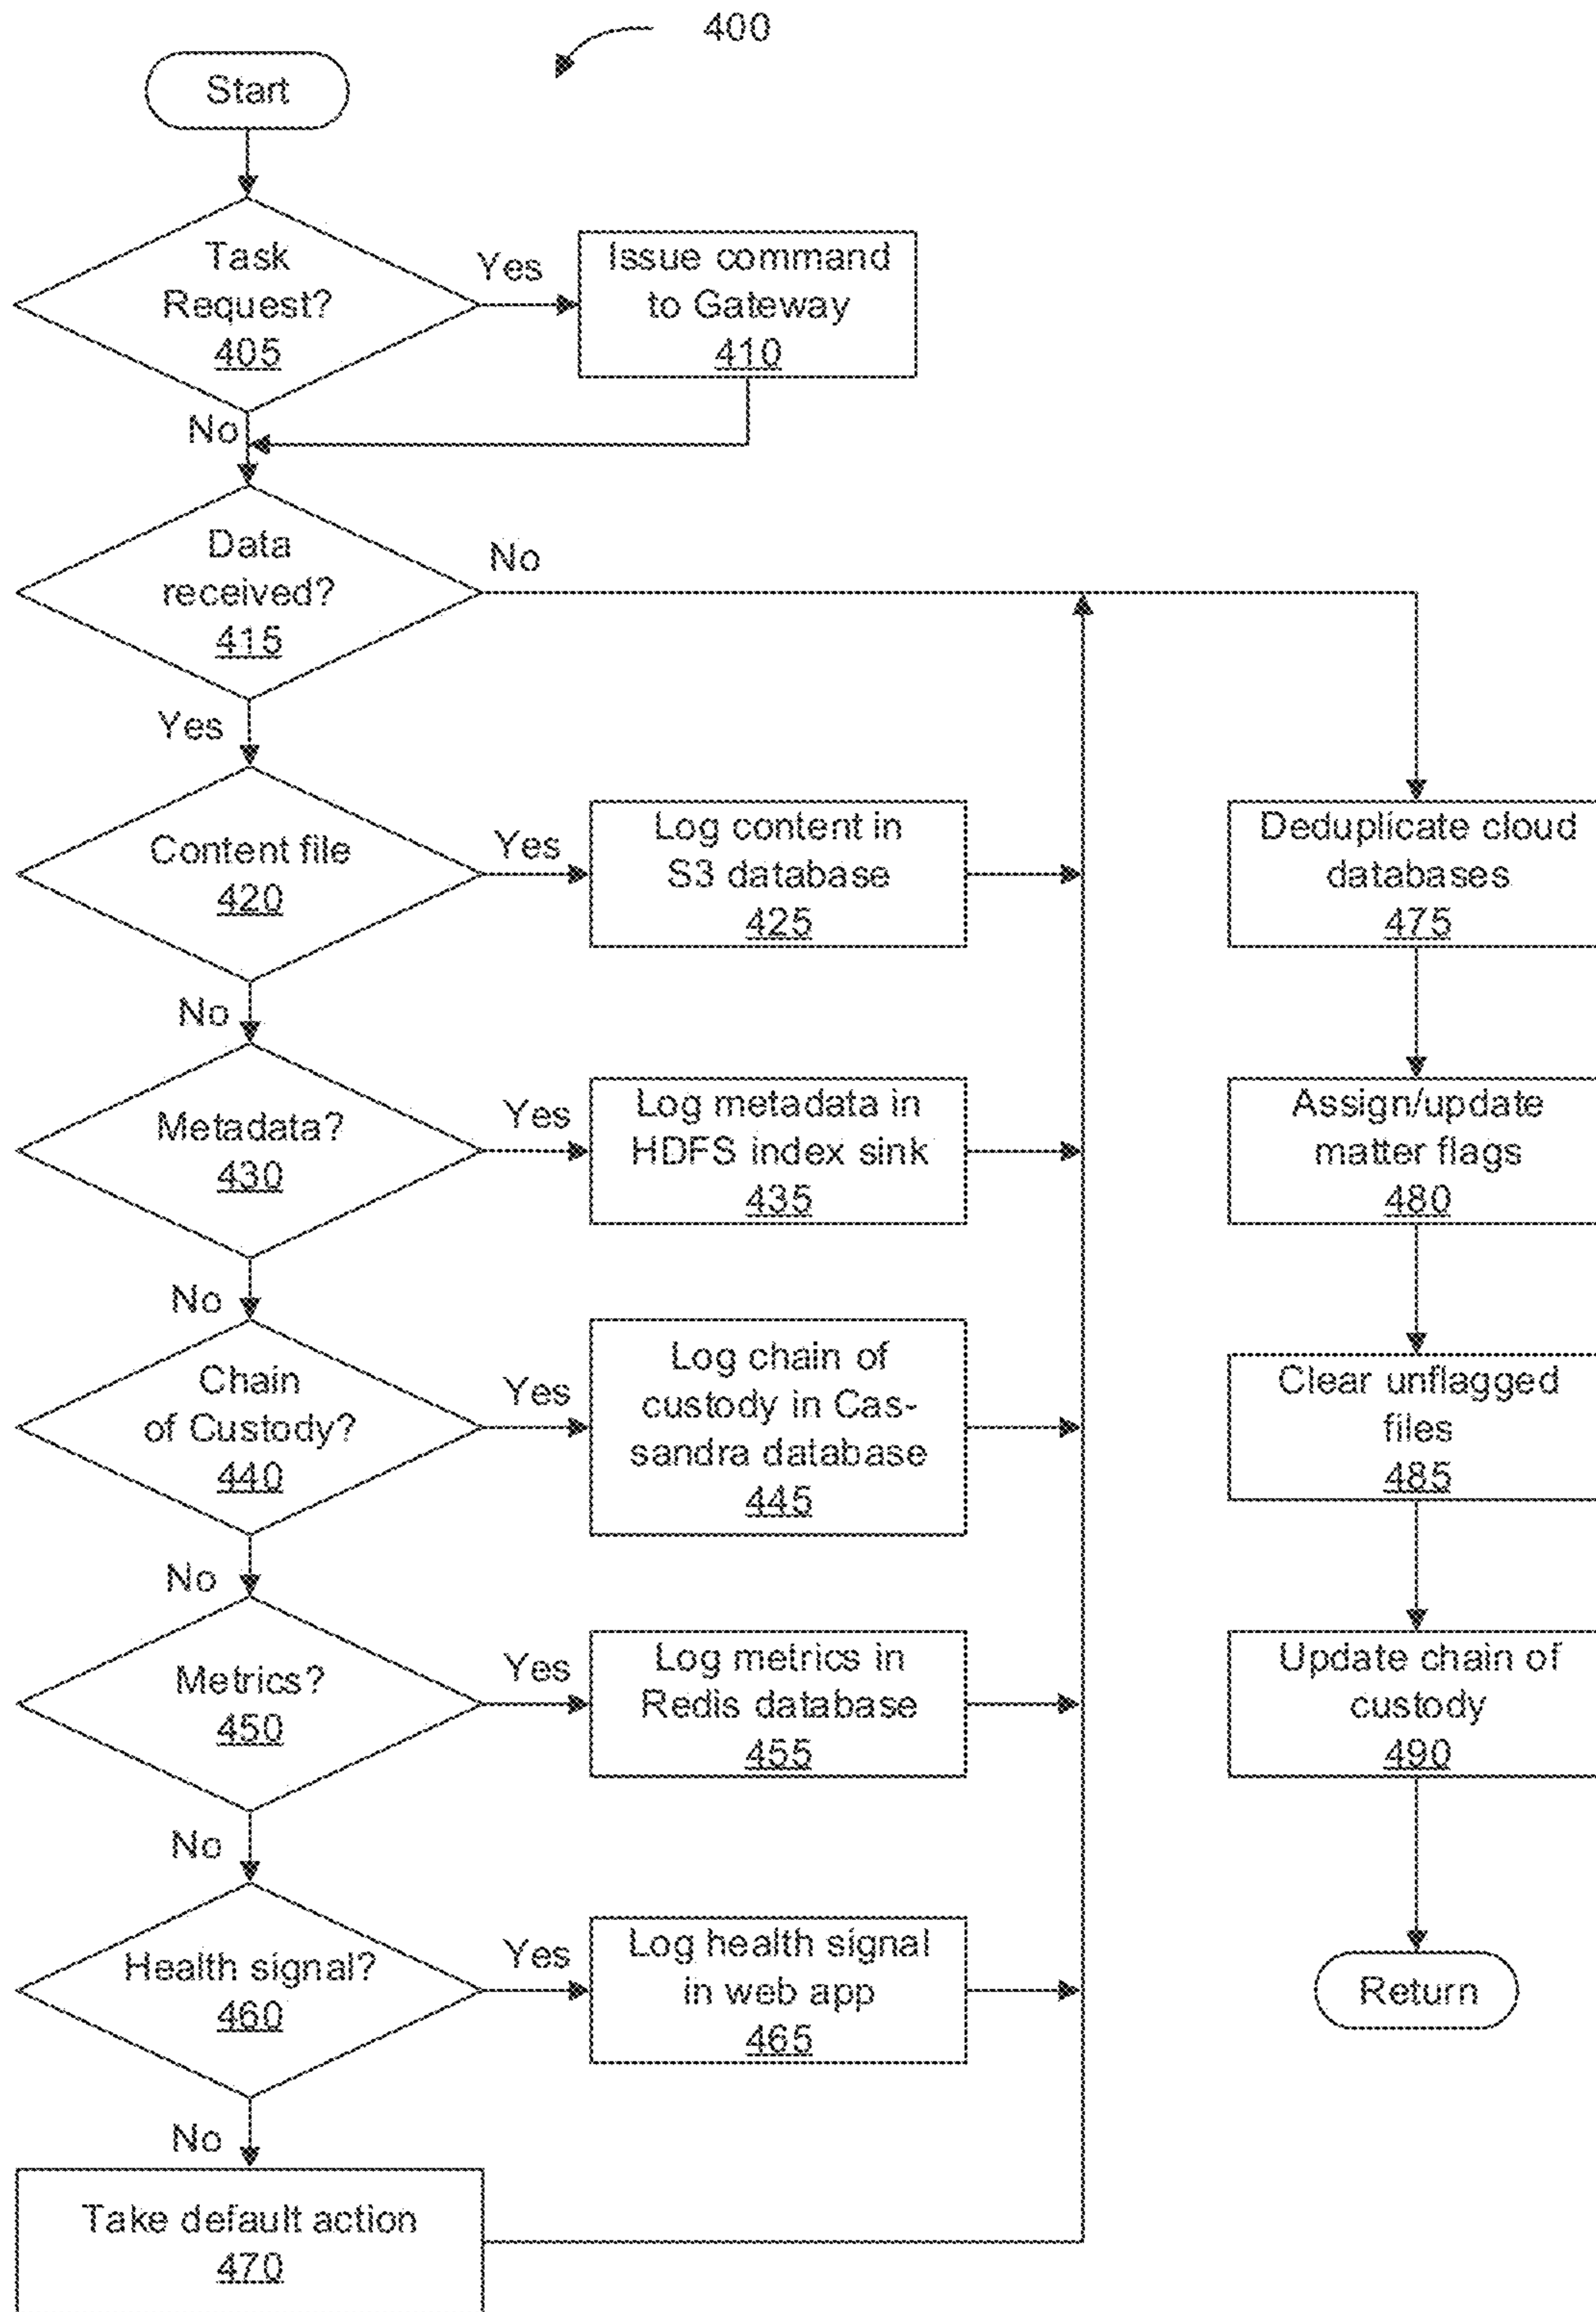 400
Start
Task
Request?
405
Yes
Issue command
to Gateway
410
No
Data
received?
415
No
Yes
Content file
420
Yes
Log content in
S3 database
425
Deduplicate cloud
databases
475
No
Metadata?
430
Yes
Log metadata in
HDFS index sink
435
Assign/update
matter flags
480
No
Chain
of Custody?
440
Yes
Log chain of
custody in Cas-
sandra database
445
Clear unflagged
files
485
No
Metrics?
450
Yes
Log metrics in
Redis database
455
Update chain of
custody
490
No
Health signal?
460
Yes
Log health signal
in web app
465
Return
No
Take default action
470